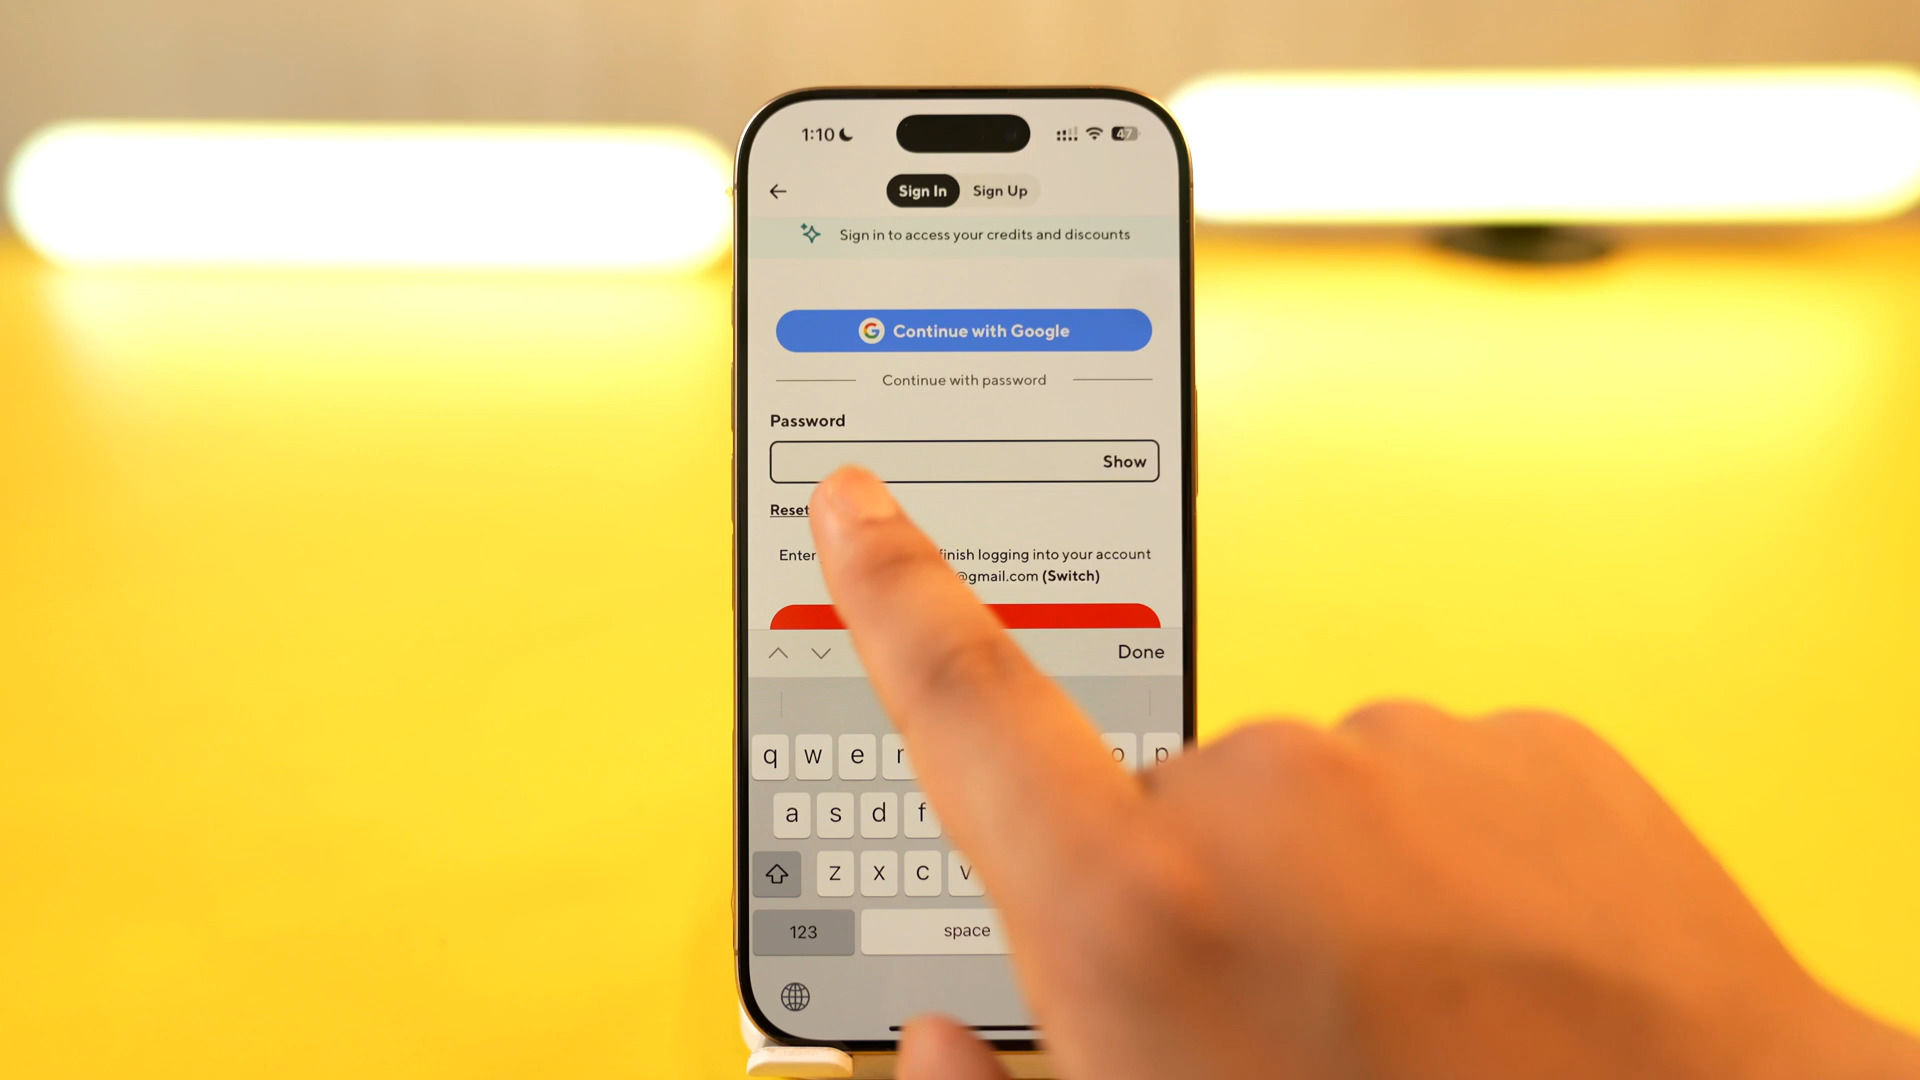 1:10
47
Sign In Sign Up
Sign in to access your credits and discounts
Continue with Google
Continue with password
Password
Show
Reset
Enter finish logging into your account
@gmail.com (Switch)
Done
q w e r o p
a s d f
z x c v
123 space